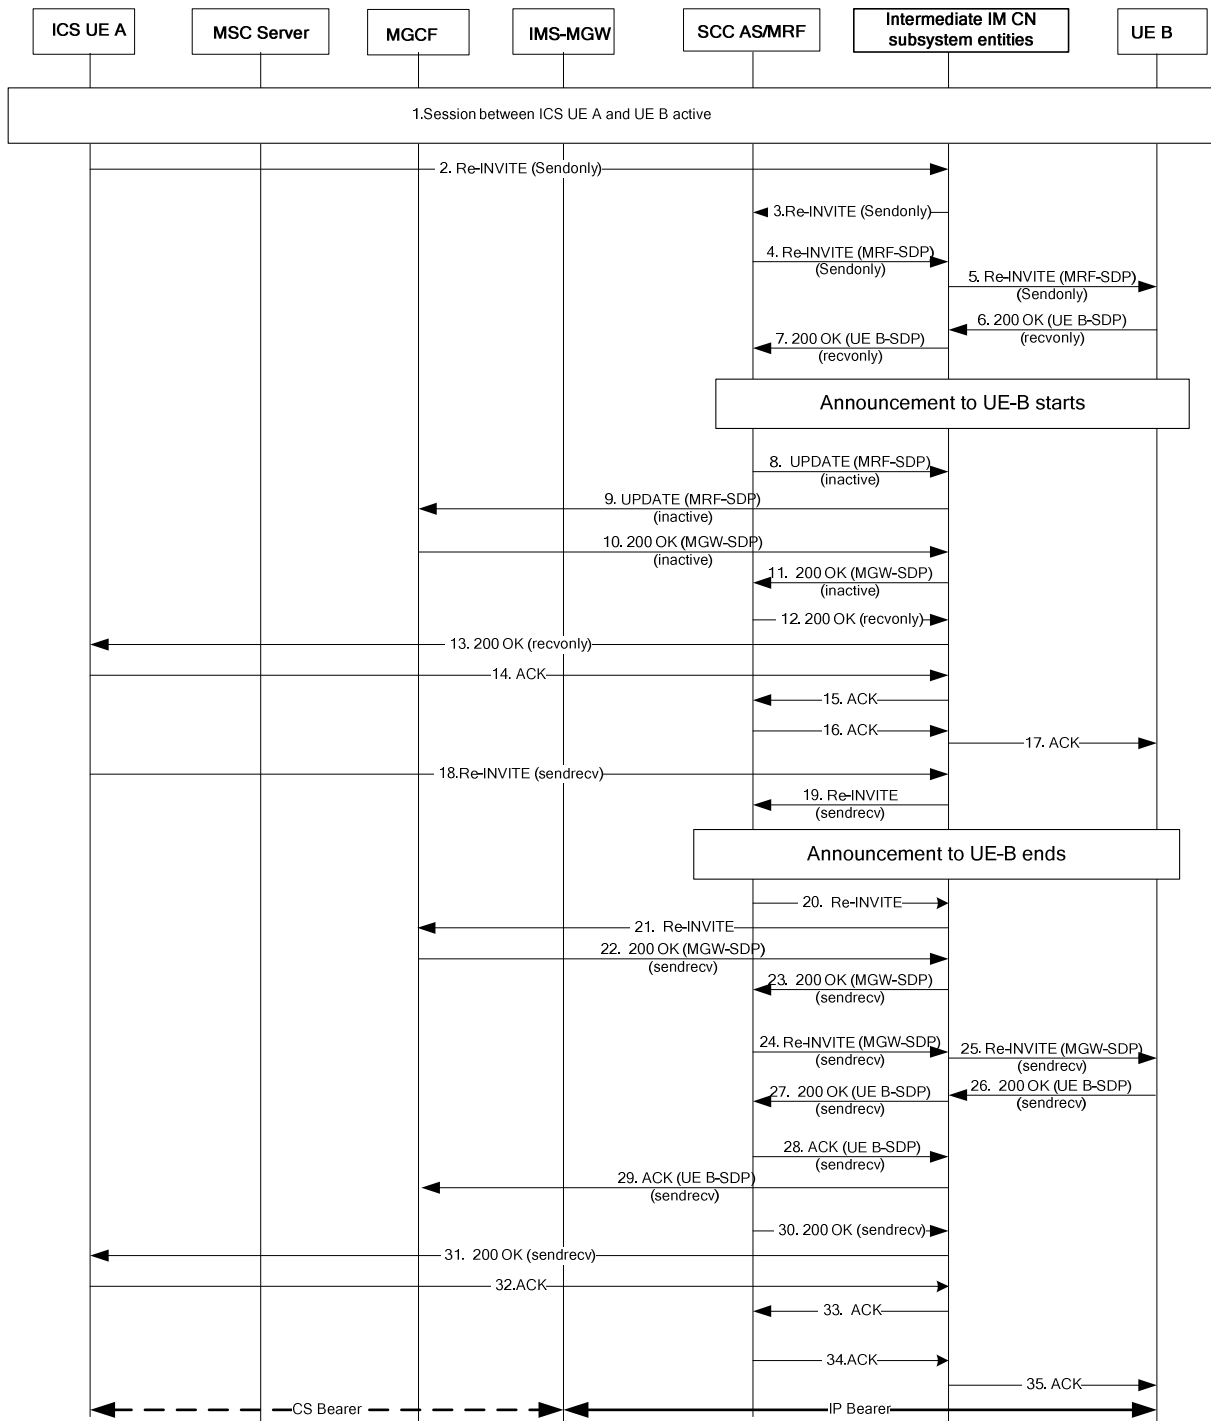 ICS UE A
MSC Server
MGCF
IMS-MGW
SCC AS/MRF
Intermediate IM CN
subsystem entities
UE B
1.Session between ICS UE A and UE B active
2. Re-INVITE (Sendonly)
3.Re-INVITE (Sendonly)
4. Re-INVITE (MRF-SDP)
(Sendonly)
5. Re-INVITE (MRF-SDP)
(Sendonly)
6. 200 OK (UE B-SDP)
(recvonly)
7. 200 OK (UE B-SDP)
(recvonly)
Announcement to UE-B starts
8. UPDATE (MRF-SDP)
(inactive)
9. UPDATE (MRF-SDP)
(inactive)
10. 200 OK (MGW-SDP)
(inactive)
11. 200 OK (MGW-SDP)
(inactive)
12. 200 OK (recvonly)
13. 200 OK (recvonly)
14. ACK
15. ACK
16. ACK
17. ACK
18.Re-INVITE (sendrecv)
19. Re-INVITE
(sendrecv)
Announcement to UE-B ends
20. Re-INVITE
21. Re-INVITE
22. 200 OK (MGW-SDP)
(sendrecv)
23. 200 OK (MGW-SDP)
(sendrecv)
24. Re-INVITE (MGW-SDP)
(sendrecv)
25. Re-INVITE (MGW-SDP)
(sendrecv)
26. 200 OK (UE B-SDP)
(sendrecv)
27. 200 OK (UE B-SDP)
(sendrecv)
28. ACK (UE B-SDP)
(sendrecv)
29. ACK (UE B-SDP)
(sendrecv)
30. 200 OK (sendrecv)
31. 200 OK (sendrecv)
32.ACK
33. ACK
34.ACK
35. ACK
CS Bearer
IP Bearer